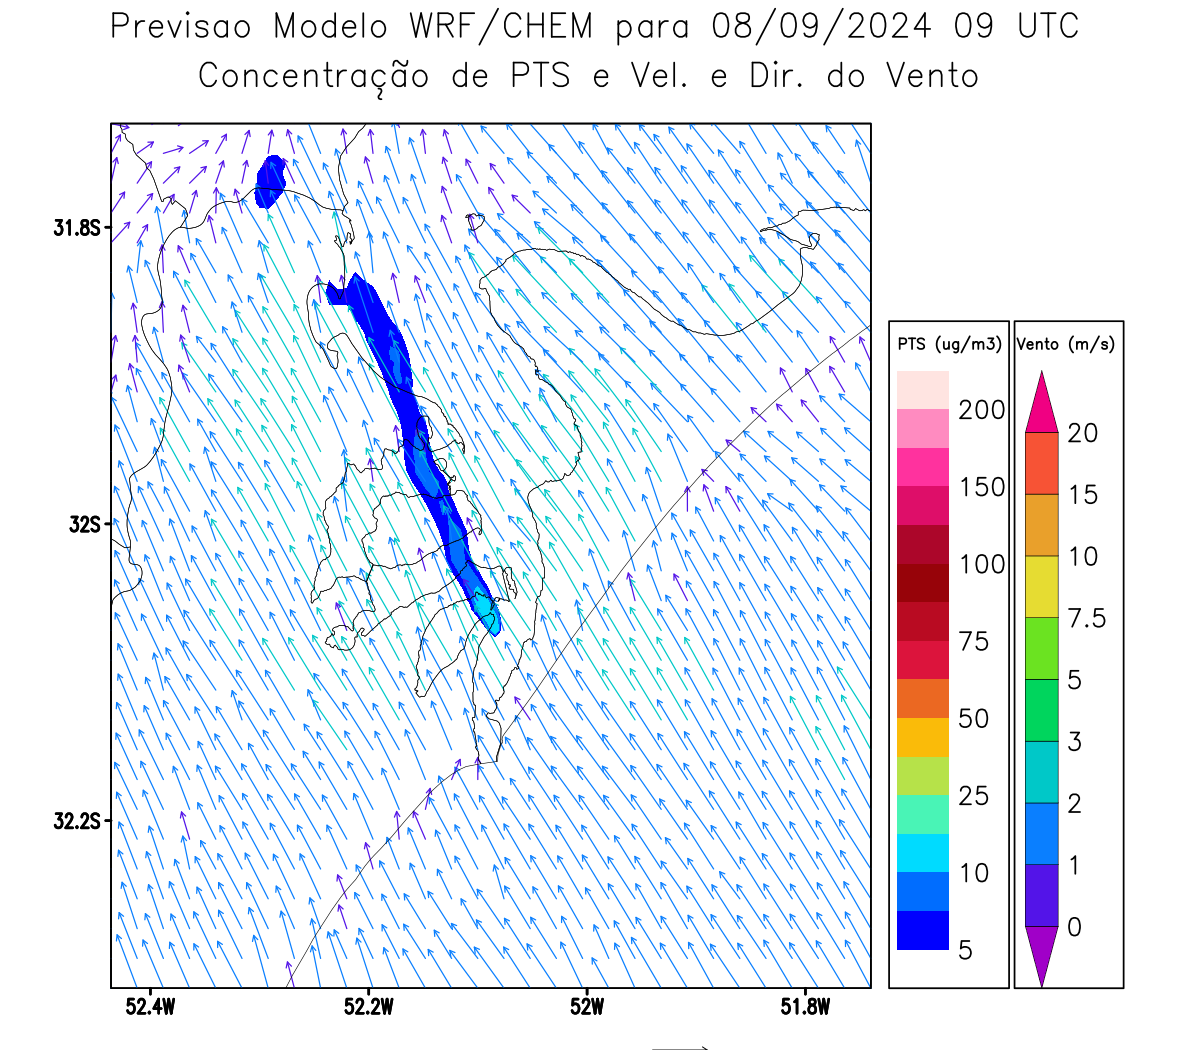 Previsao Modelo WRF/CHEM para 08/09/2024 09 UTC
Concentração de PTS e Vel. e Dir. do Vento
31.8S
32S
32.2S
52.4W
52.2W
52W
51.8W
PTS (ug/m3)
200
150
100
75
50
25
10
5
Vento (m/s)
20
15
10
7.5
5
3
2
1
0